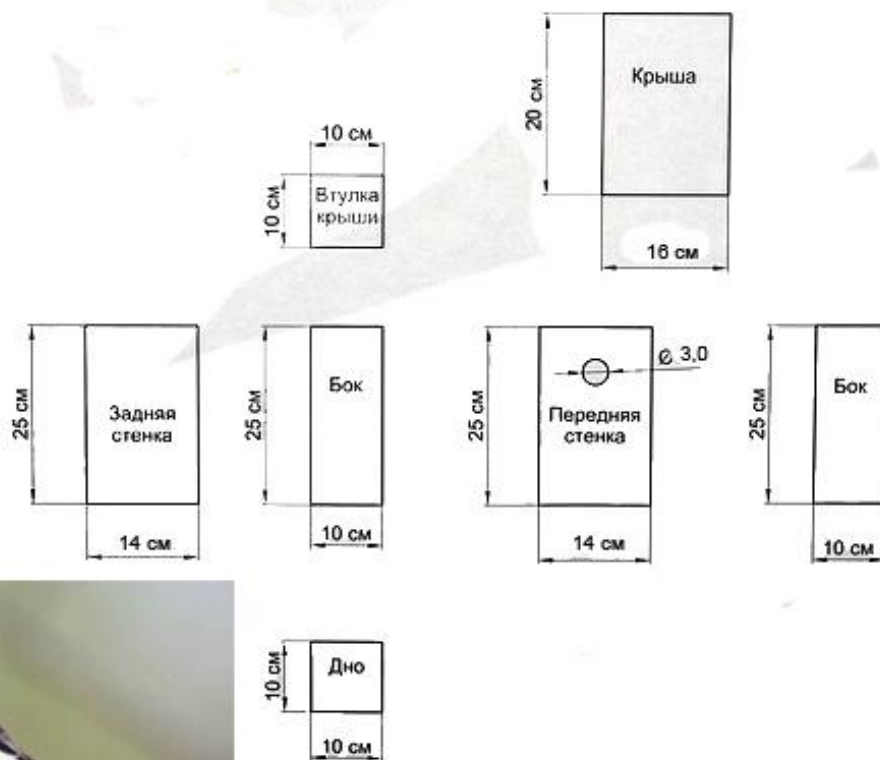 Крыша
20 см
16 см
10 см
10 см
Втулка
крыши
25 см
Задняя
стенка
14 см
25 см
Бок
10 см
25 см
Ø 3,0
Передняя
стенка
14 см
25 см
Бок
10 см
10 см
Дно
10 см